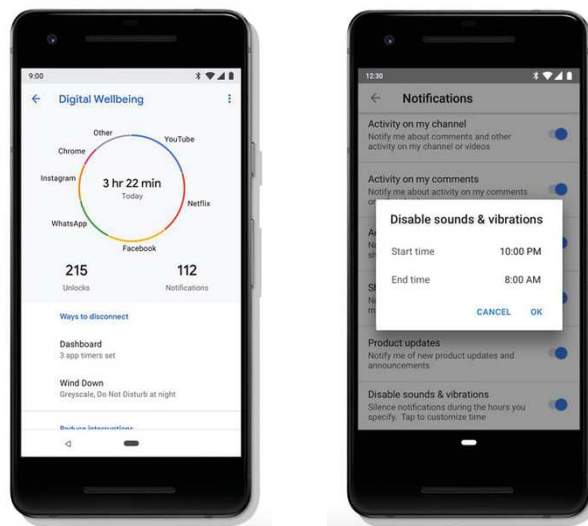 9:00
Digital Wellbeing
Other
YouTube
Chrome
Instagram
3 hr 22 min
Today
Netflix
WhatsApp
Facebook
215
112
Unlocks
Notifications
Ways to disconnect
Dashboard
3 app timers set
Wind Down
Greyscale, Do Not Disturb at night
Reduce interruptions
12:30
Notifications
Activity on my channel
Notify me about comments and other
activity on my channel or videos
Activity on my comments
Notify me about activity on my comments
Disable sounds & vibrations
Start time 10:00 PM
End time 8:00 AM
CANCEL OK
Product updates
Notify me of new product updates and
announcements
Disable sounds & vibrations
Silence notifications during the hours you
specify. Tap to customize time